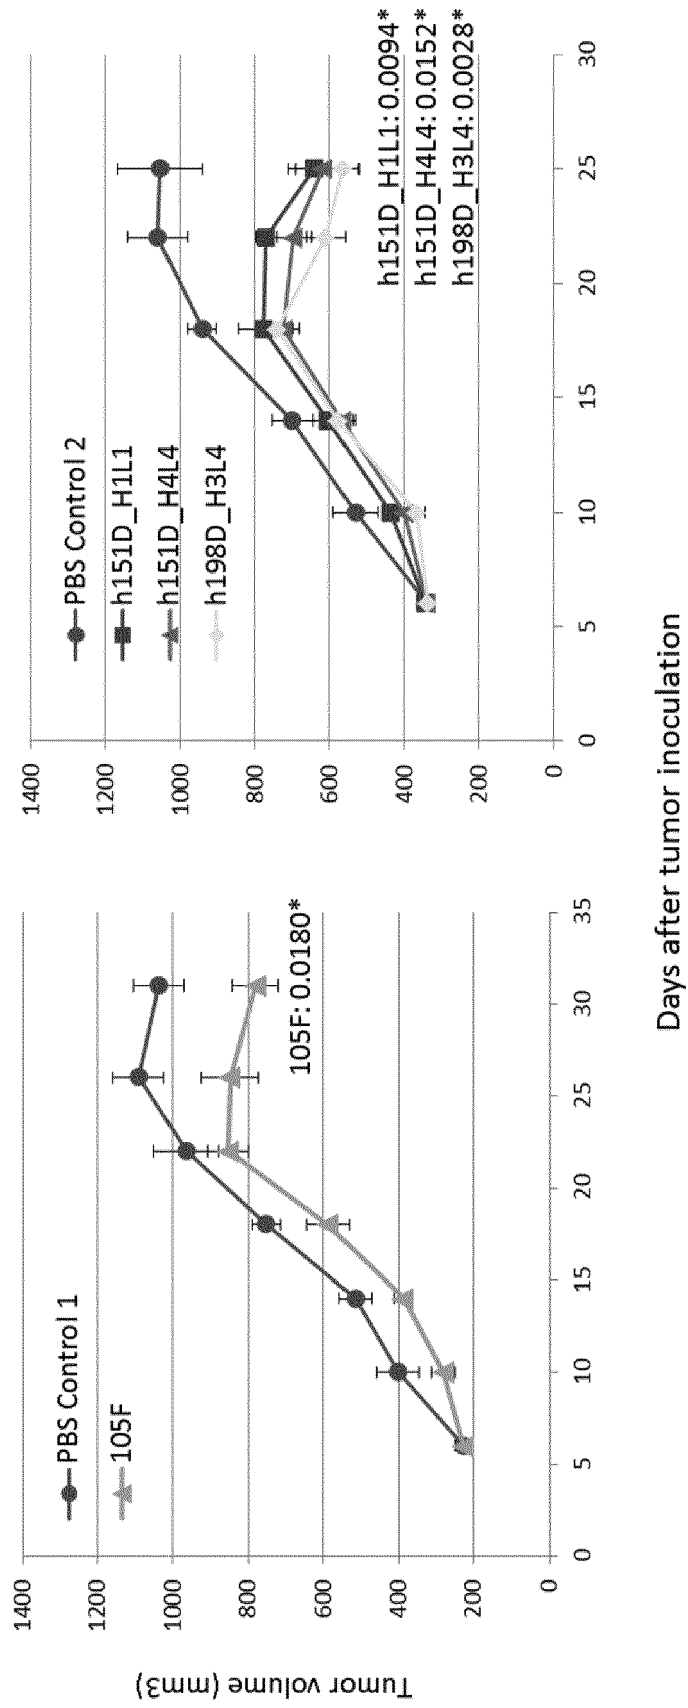 Tumor volume (mm3)
1400
1200
1000
800
600
400
200
0
0
5
10
15
20
25
30
35
PBS Control 1
105F
105F: 0.0180*
1400
1200
1000
800
600
400
200
0
0
5
10
15
20
25
30
PBS Control 2
h151D_H1L1
h151D_H4L4
h198D_H3L4
h151D_H1L1: 0.0094*
h151D_H4L4: 0.0152*
h198D_H3L4: 0.0028*
Days after tumor inoculation